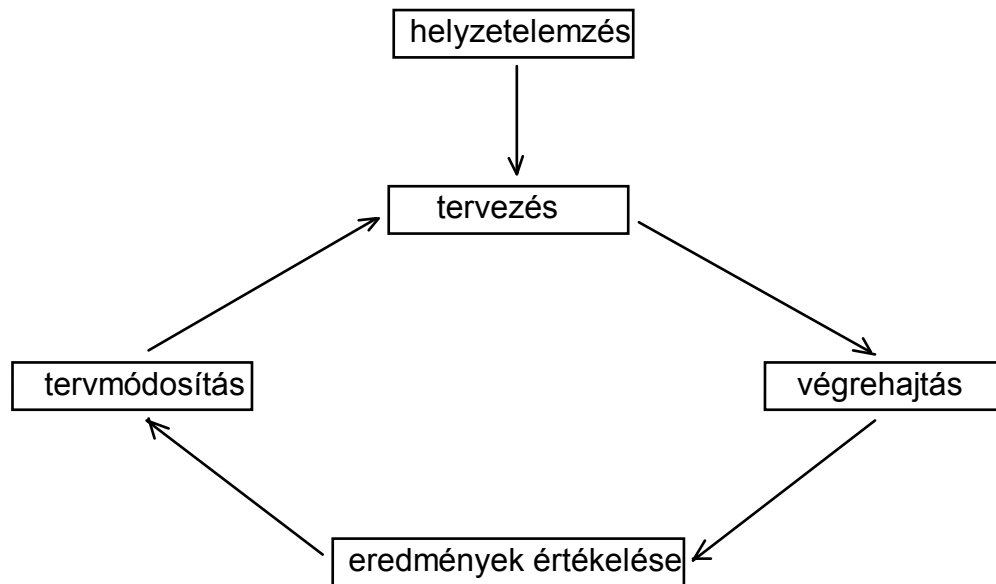 helyzetelemzés
tervezés
tervmódosítás
végrehajtás
eredmények értékelése